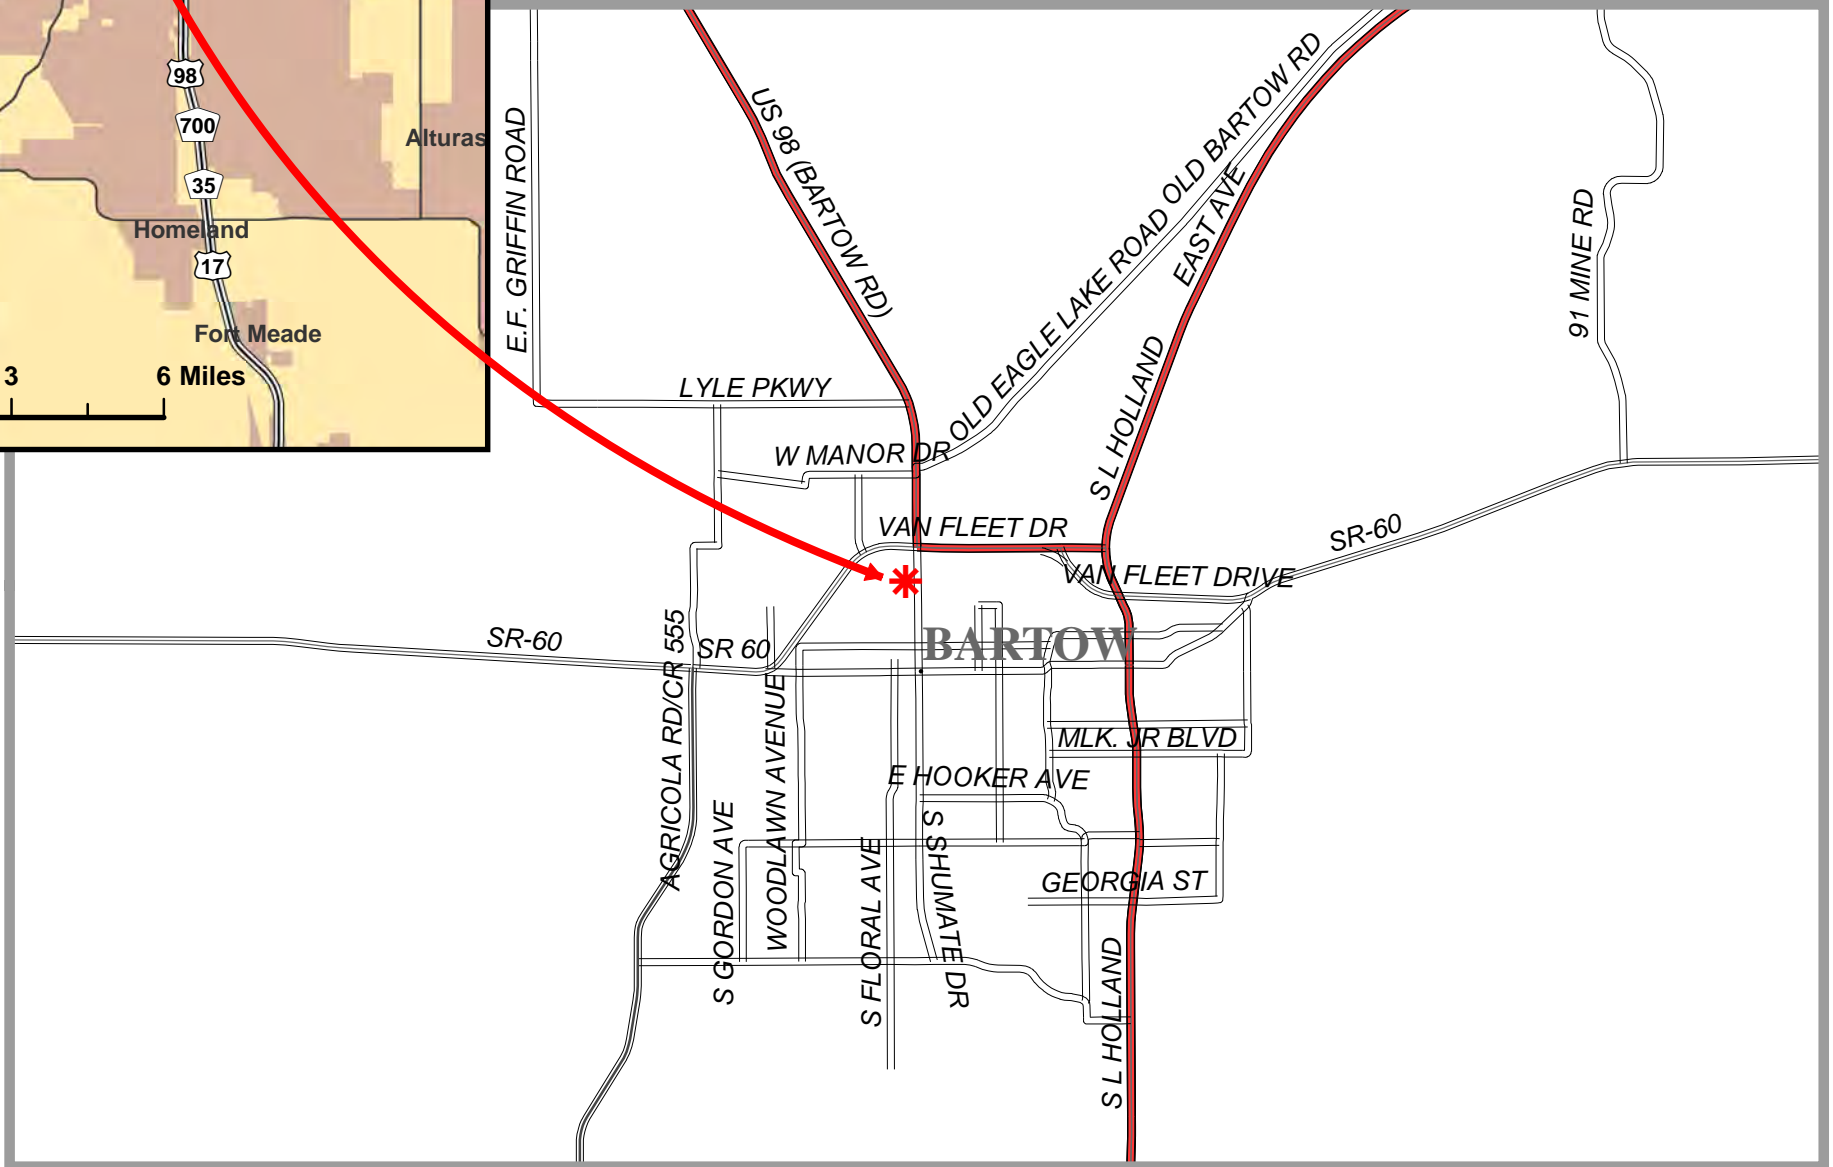 98
700
35
Alturas
Homeland
17
Fort Meade
3
6 Miles
E.F. GRIFFIN ROAD
US 98 (BARTOW RD)
OLD EAGLE LAKE ROAD OLD BARTOW RD
EAST AVE
S L HOLLAND
91 MINE RD
LYLE PKWY
W MANOR DR
VAN FLEET DR
SR-60
VAN FLEET DRIVE
SR-60
SR 60
BARTOW
AGRICOLA RD/CR 555
WOODLAWN AVENUE
MLK. JR BLVD
E HOOKER AVE
S GORDON AVE
S FLORAL AVE
S SHUMATE DR
GEORGIA ST
S L HOLLAND